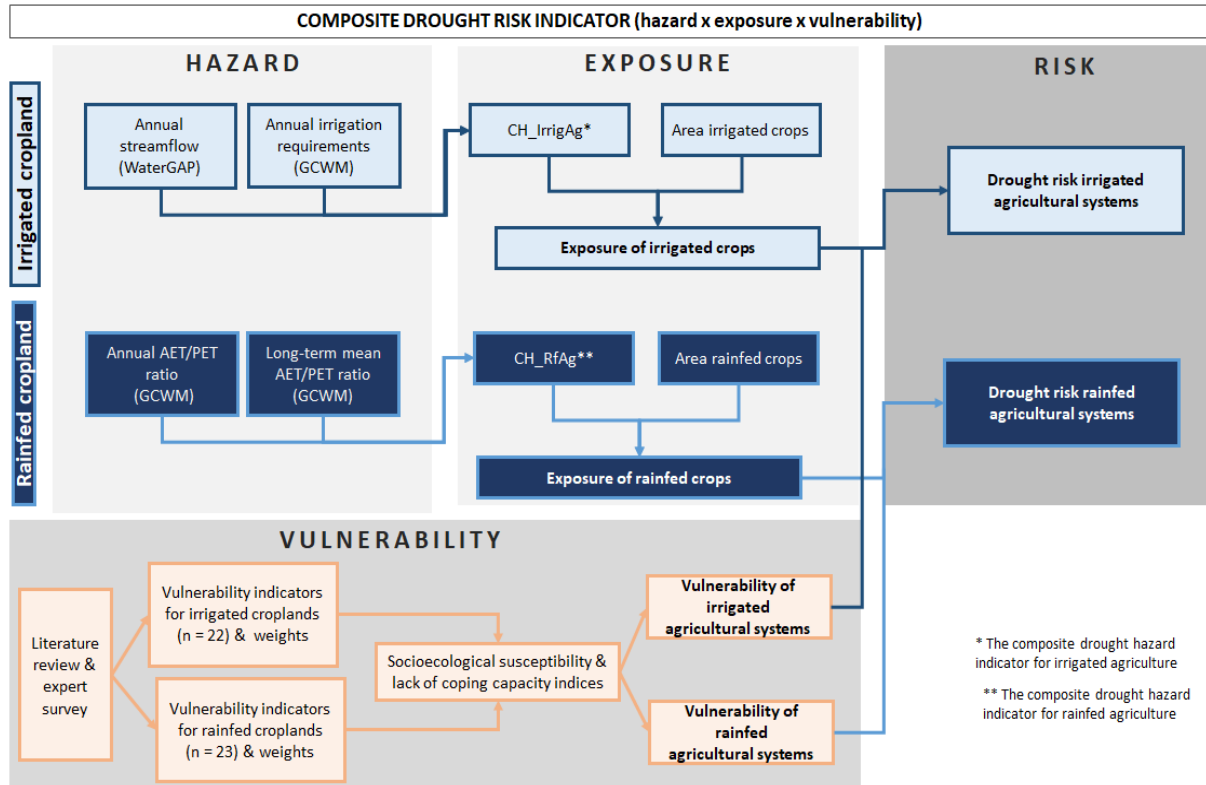 COMPOSITE DROUGHT RISK INDICATOR (hazard x exposure x vulnerability)
HAZARD
EXPOSURE
RISK
Irrigated cropland
Annual
streamflow
(WaterGAP)
Annual irrigation
requirements
(GCWM)
CH_IrrigAg*
Area irrigated crops
Exposure of irrigated crops
Drought risk irrigated
agricultural systems
Rainfed cropland
Annual AET/PET
ratio
(GCWM)
Long-term mean
AET/PET ratio
(GCWM)
CH_RfAg**
Area rainfed crops
Exposure of rainfed crops
Drought risk rainfed
agricultural systems
VULNERABILITY
Literature
review &
expert
survey
Vulnerability indicators
for irrigated croplands
(n = 22) & weights
Vulnerability indicators
for rainfed croplands
(n = 23) & weights
Socioecological susceptibility &
lack of coping capacity indices
Vulnerability of
irrigated
agricultural systems
Vulnerability of
rainfed
agricultural systems
* The composite drought hazard
indicator for irrigated agriculture
** The composite drought hazard
indicator for rainfed agriculture